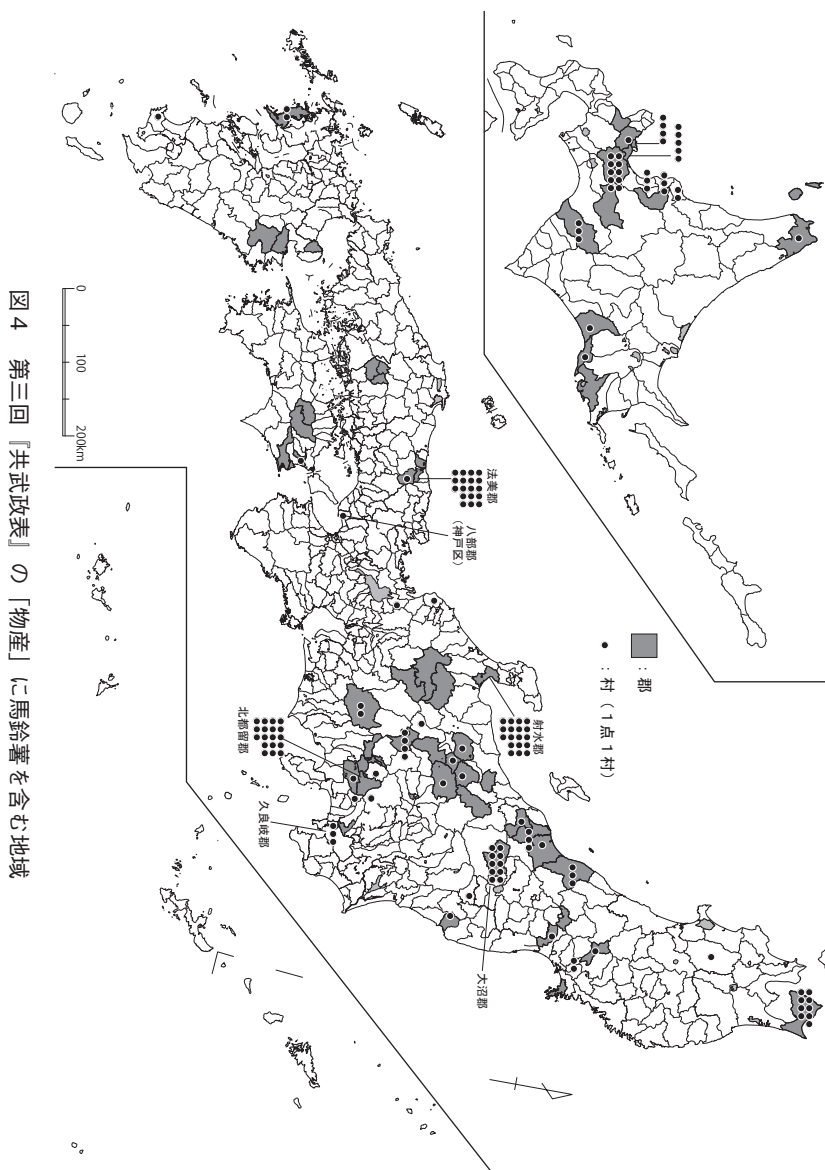 :郡
•:村(1点1村)
法美郡
八部郡
(神戸区)
射水郡
北都留郡
久良岐郡
大沼郡
0 100 200km
図4 第三回『共武政表』の「物産」に馬鈴薯を含む地域